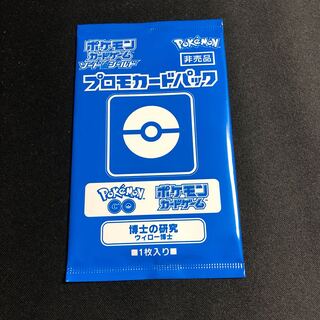 ポケモン
カードゲーム
ソード シールド
Pokémon
非売品
プロモカードパック
Pokémon
GO
ポケモン
カードゲーム
博士の研究
ウィロー博士
■1枚入り■